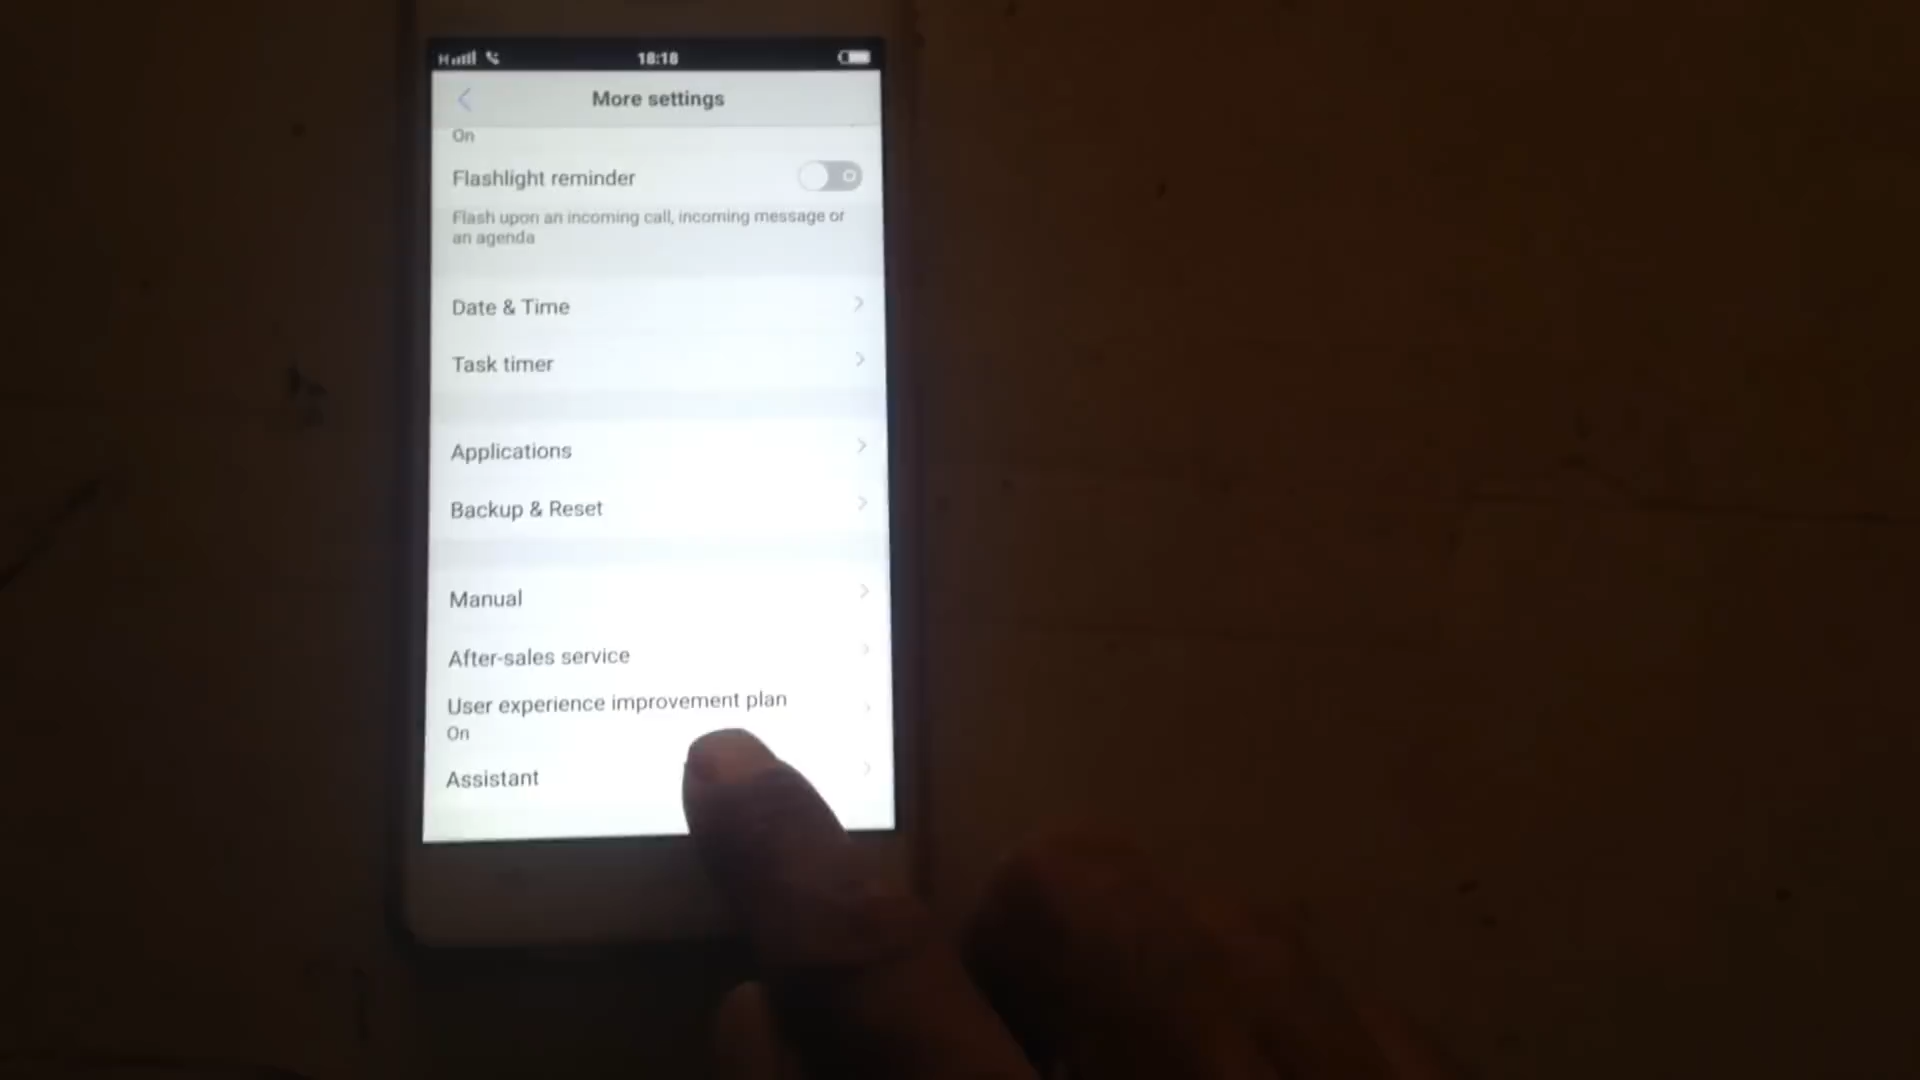 H 18:18
More settings
On
Flashlight reminder
Flash upon an incoming call, incoming message or
an agenda
Date & Time
Task timer
Applications
Backup & Reset
Manual
After-sales service
User experience improvement plan
On
Assistant